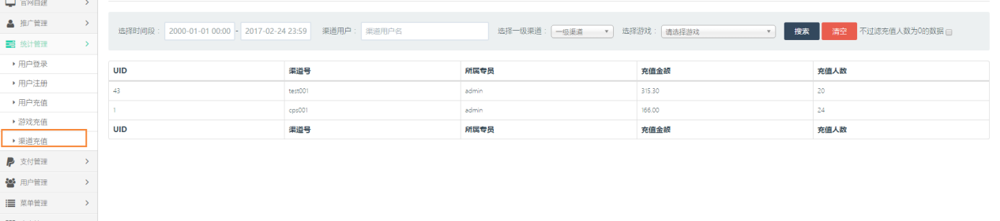 官网自建
推广管理
统计管理
用户登录
用户注册
用户充值
游戏充值
渠道充值
支付管理
用户管理
菜单管理
选择时间段： 2000-01-01 00:00 - 2017-02-24 23:59 渠道用户： 渠道用户名 选择一级渠道： 一级渠道 选择游戏： 请选择游戏 搜索 清空 不过滤充值人数为0的数据
UID 渠道号 所属专员 充值金额 充值人数
43 test001 admin 315.30 20
1 cps001 admin 166.00 24
UID 渠道号 所属专员 充值金额 充值人数